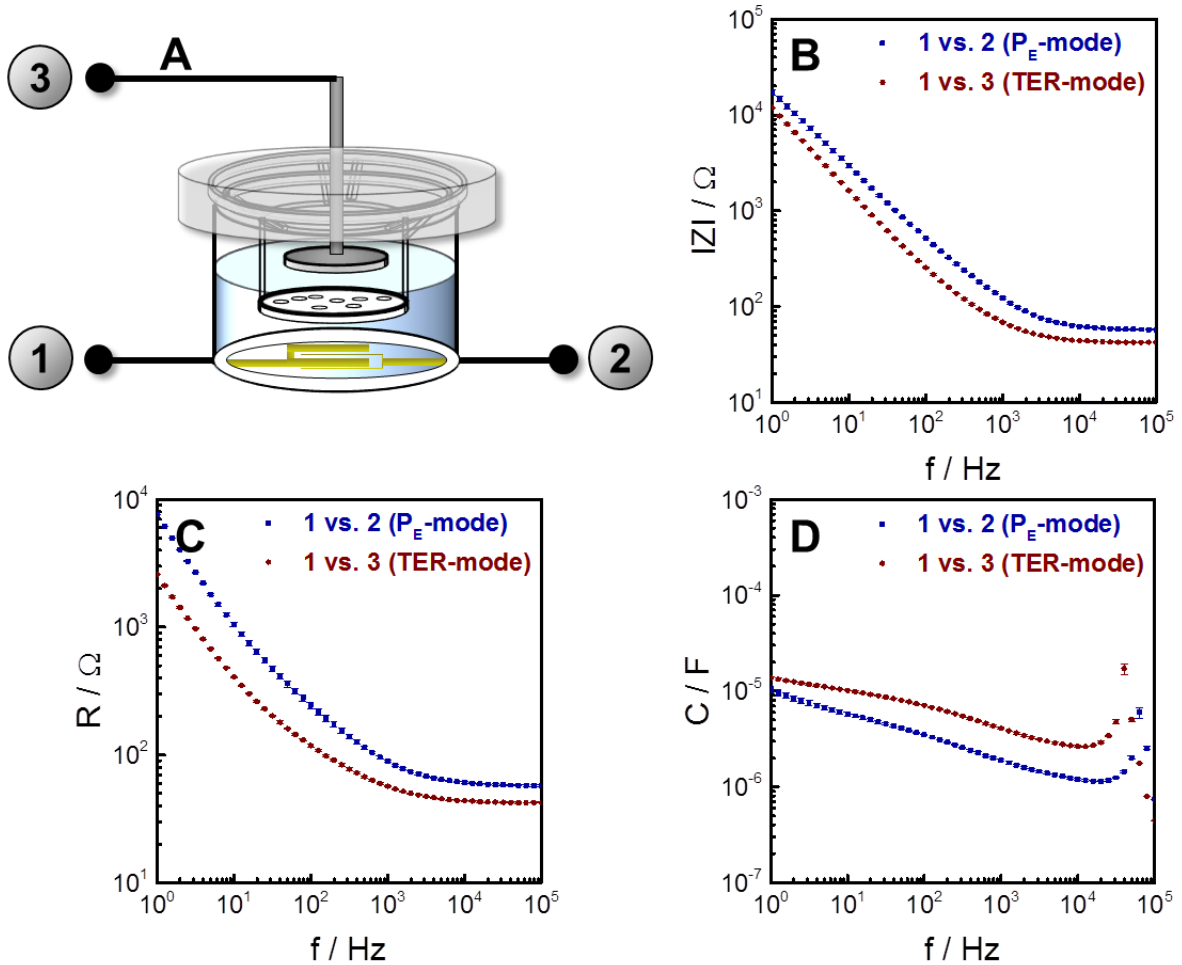 A
3
1
2
B
1 vs. 2 (P_E-mode)
1 vs. 3 (TER-mode)
10^5
10^4
10^3
10^2
10^1
IZI / Ω
10^0 10^1 10^2 10^3 10^4 10^5
f / Hz
C
1 vs. 2 (P_E-mode)
1 vs. 3 (TER-mode)
10^4
10^3
10^2
10^1
R / Ω
10^0 10^1 10^2 10^3 10^4 10^5
f / Hz
D
1 vs. 2 (P_E-mode)
1 vs. 3 (TER-mode)
10^-3
10^-4
10^-5
10^-6
10^-7
C / F
10^0 10^1 10^2 10^3 10^4 10^5
f / Hz